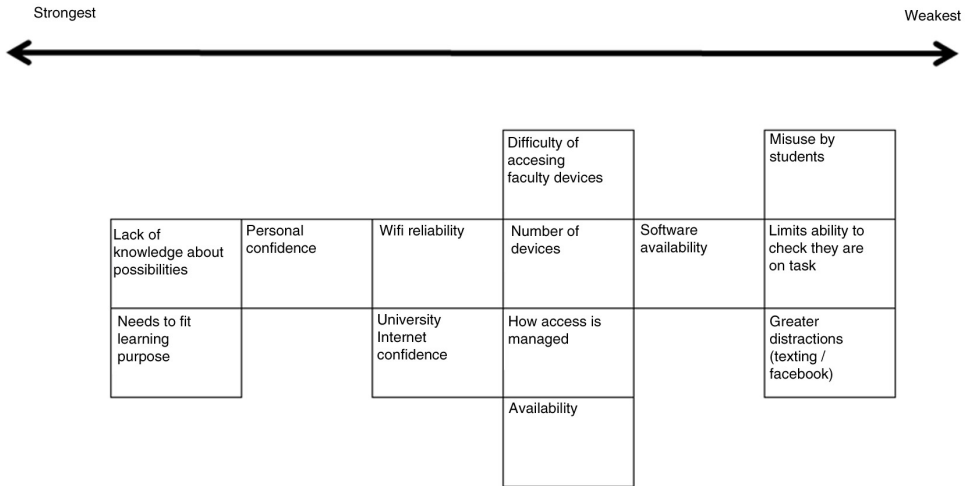 Strongest
Weakest
Difficulty of
accesing
faculty devices
Misuse by
students
Lack of
knowledge about
possibilities
Personal
confidence
Wifi reliability
Number of
devices
Software
availability
Limits ability to
check they are
on task
Needs to fit
learning
purpose
University
Internet
confidence
How access is
managed
Greater
distractions
(texting /
facebook)
Availability